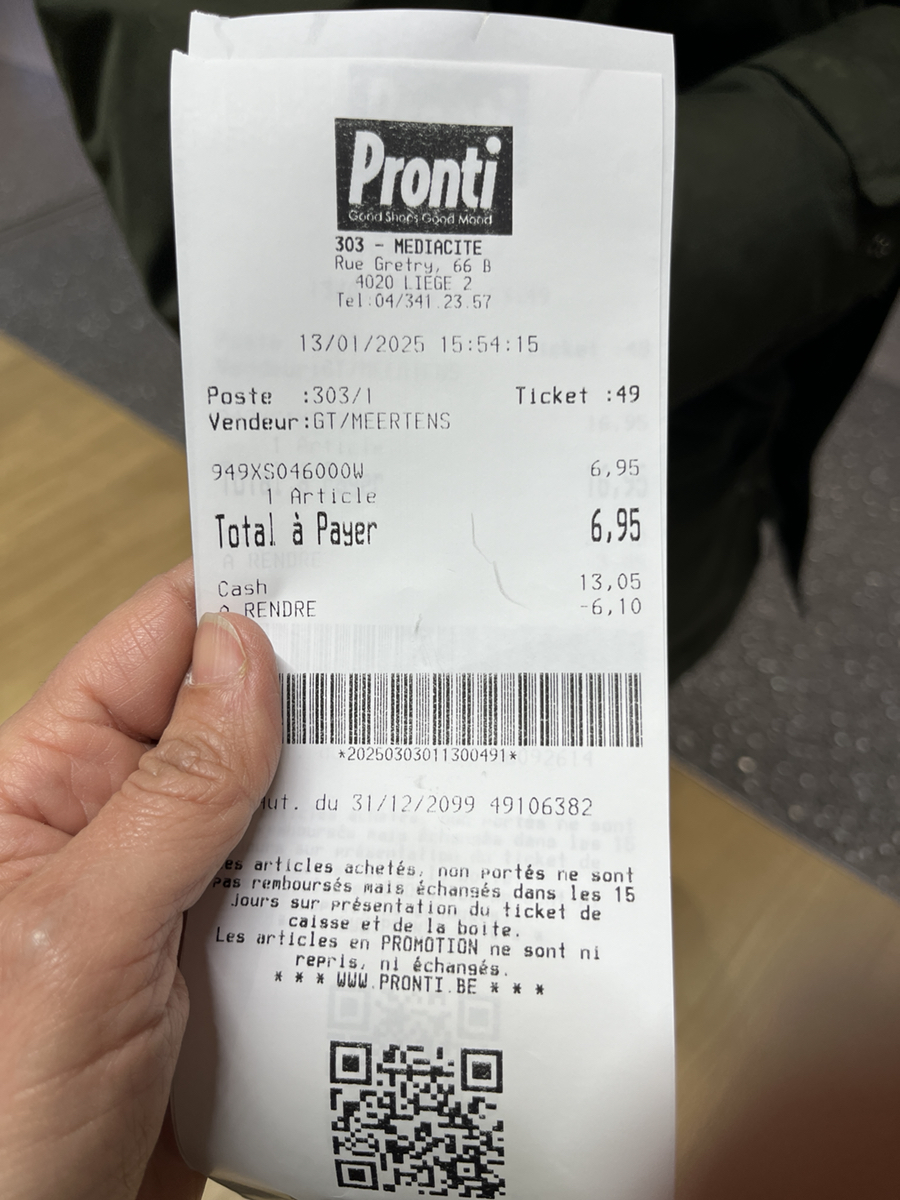 Pronti
Good Shoes Good Mood
303 - MEDIACITE
Rue Gretry, 66 B
4020 LIEGE 2
Tel:04/341.23.57
13/01/2025 15:54:15
Poste :303/1 Ticket :49
Vendeur:GT/MEERTENS
949XS046000W 6,95
1 Article
Total à Payer 6,95
Cash 13,05
RENDRE -6,10
*20250303011300491*
Aut. du 31/12/2099 49106382
es articles achetés, non portés ne sont
pas remboursés mais échangés dans les 15
jours sur présentation du ticket de
caisse et de la boite.
Les articles en PROMOTION ne sont ni
repris, ni échangés.
* * * WWW.PRONTI.BE * * *